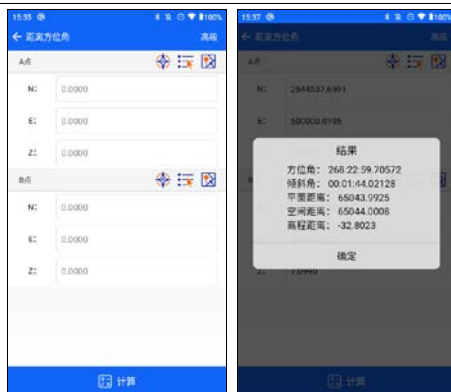 15:35
100%
距离方位角
高级
A点
N: 0.0000
E: 0.0000
Z: 0.0000
B点
N: 0.0000
E: 0.0000
Z: 0.0000
计算
15:37
100%
距离方位角
高级
A点
N:
E: 500000.0196
结果
方位角: 268:22:59.70572
倾斜角: 00:01:44.02128
平面距离: 65043.9925
空间距离: 65044.0008
高程距离: -32.8023
确定
Z:
计算